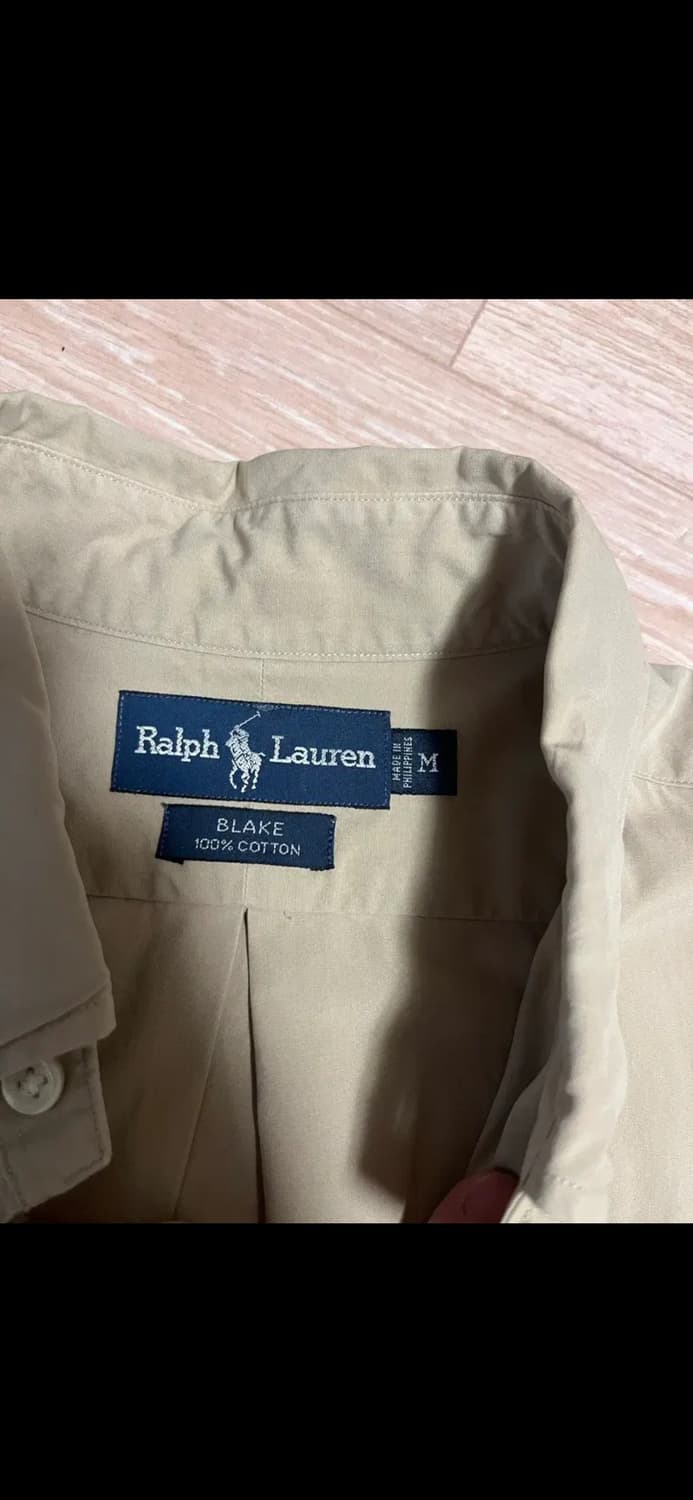 Ralph Lauren
MADE IN
PHILIPPINES
M
BLAKE
100% COTTON